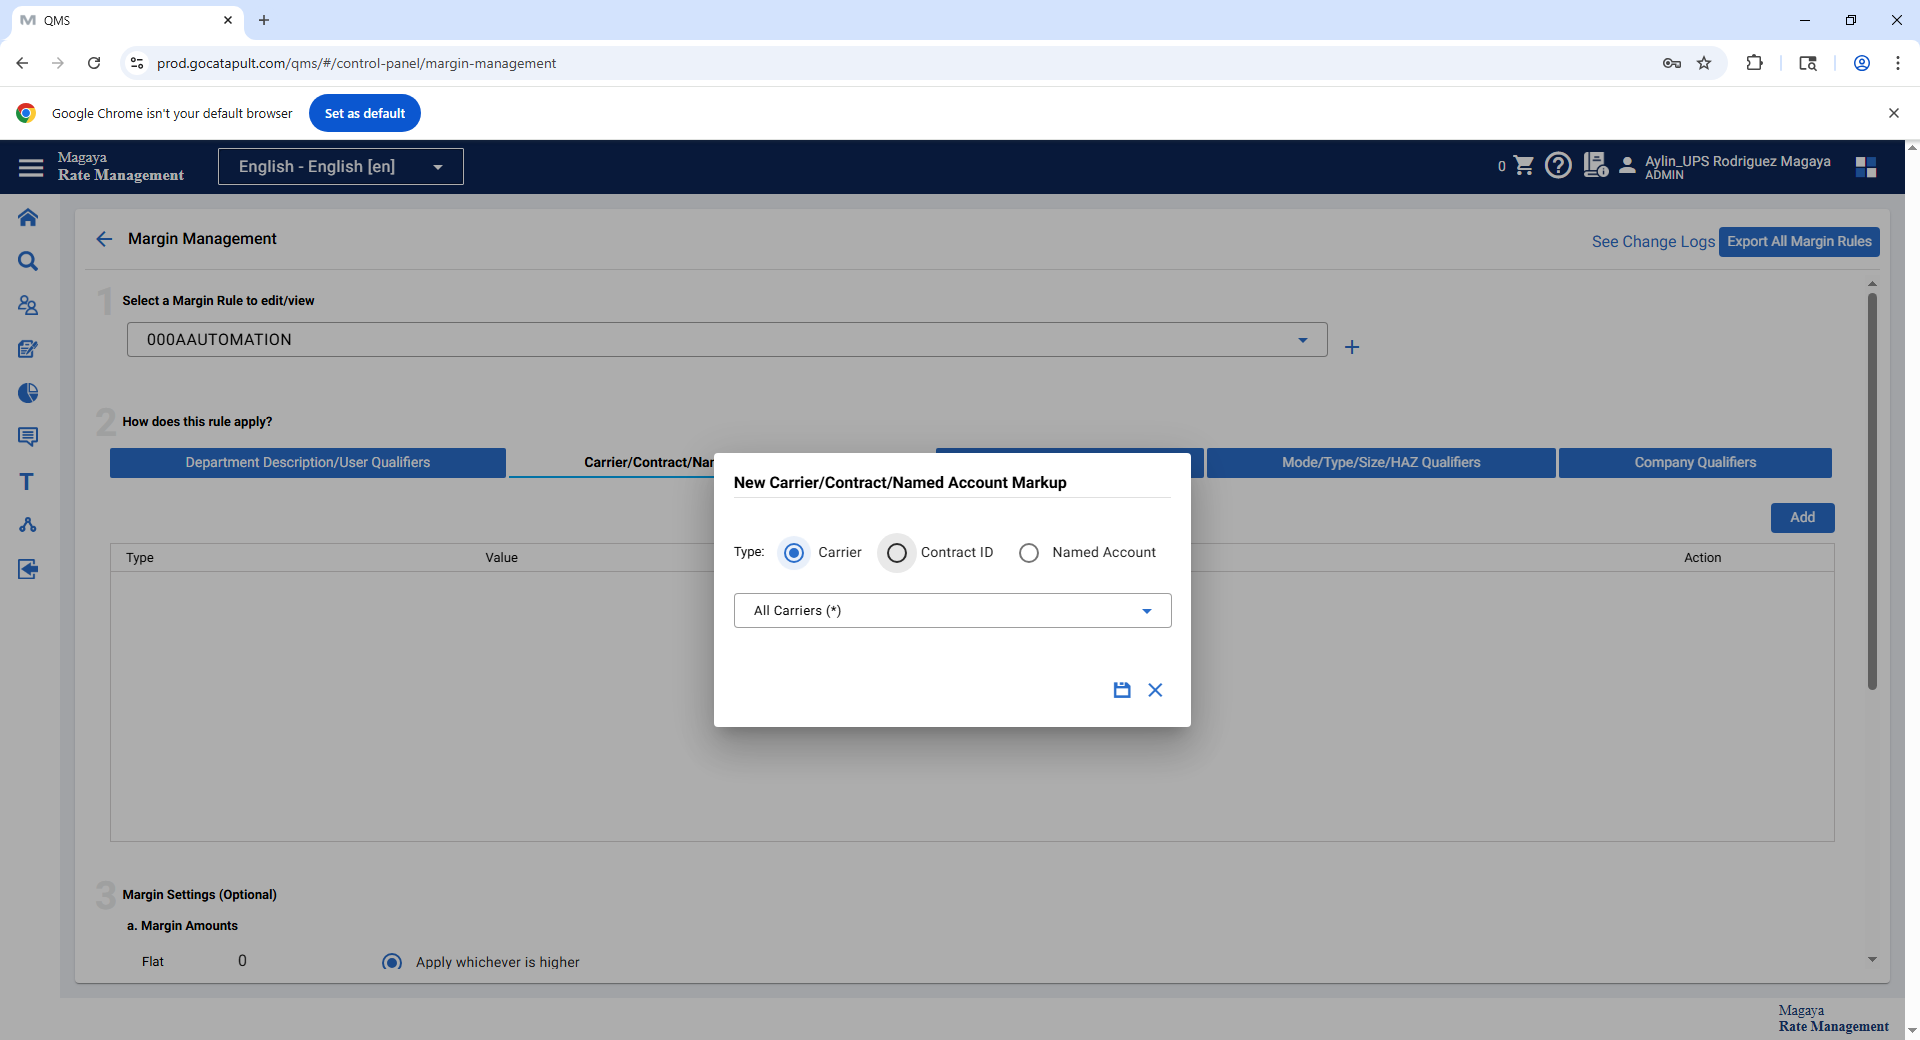 QMS
prod.gocatapult.com/qms/#/control-panel/margin-management
Google Chrome isn't your default browser
Set as default
Magaya
Rate Management
English - English [en]
0
Aylin_UPS Rodriguez Magaya
ADMIN
Margin Management
See Change Logs
Export All Margin Rules
1
Select a Margin Rule to edit/view
000AAUTOMATION
2
How does this rule apply?
Department Description/User Qualifiers
Carrier/Contract/Nar
Mode/Type/Size/HAZ Qualifiers
Company Qualifiers
Add
Type
Value
Action
New Carrier/Contract/Named Account Markup
Type:
Carrier
Contract ID
Named Account
All Carriers (*)
3
Margin Settings (Optional)
a. Margin Amounts
Flat
0
Apply whichever is higher
Magaya
Rate Management